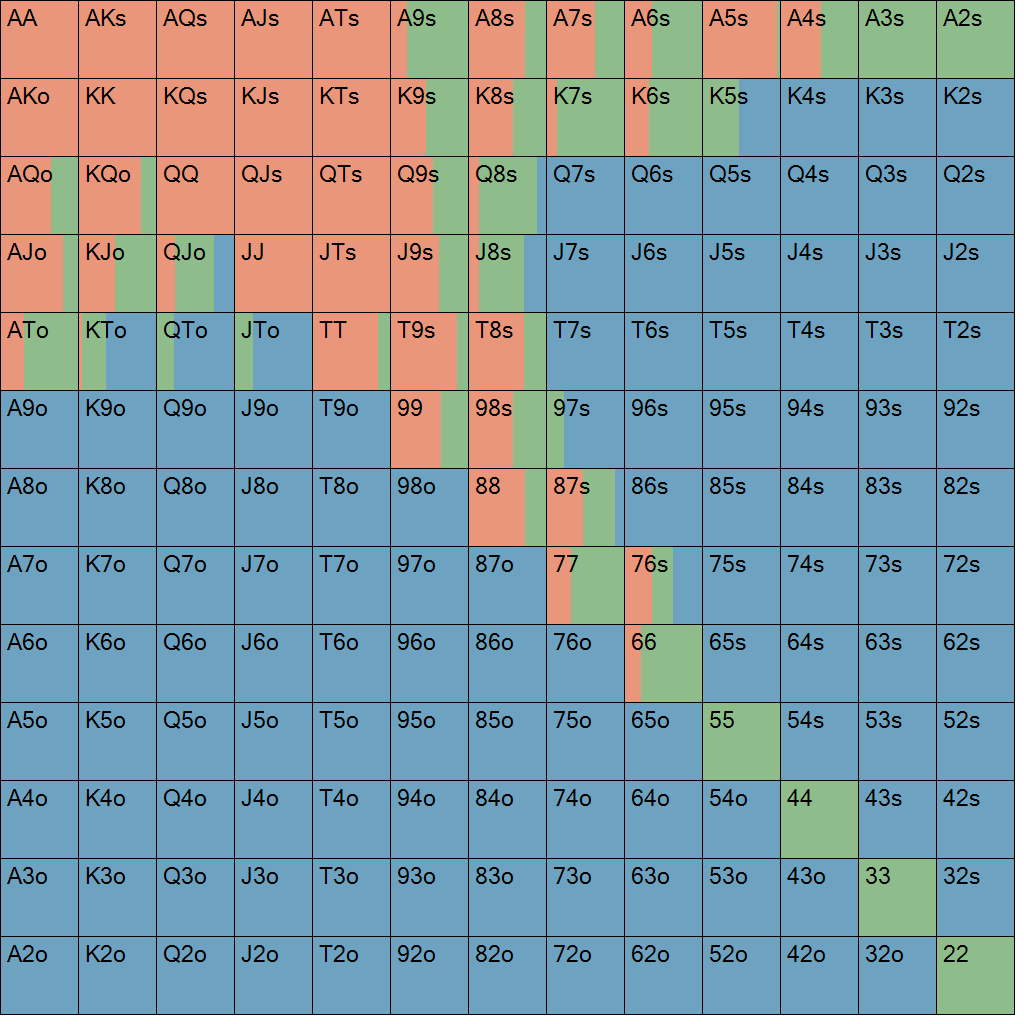 AA AKs AQs AJs ATs A9s A8s A7s A6s A5s A4s A3s A2s
AKo KK KQs KJs KTs K9s K8s K7s K6s K5s K4s K3s K2s
AQo KQo QQ QJs QTs Q9s Q8s Q7s Q6s Q5s Q4s Q3s Q2s
AJo KJo QJo JJ JTs J9s J8s J7s J6s J5s J4s J3s J2s
ATo KTo QTo JTo TT T9s T8s T7s T6s T5s T4s T3s T2s
A9o K9o Q9o J9o T9o 99 98s 97s 96s 95s 94s 93s 92s
A8o K8o Q8o J8o T8o 98o 88 87s 86s 85s 84s 83s 82s
A7o K7o Q7o J7o T7o 97o 87o 77 76s 75s 74s 73s 72s
A6o K6o Q6o J6o T6o 96o 86o 76o 66 65s 64s 63s 62s
A5o K5o Q5o J5o T5o 95o 85o 75o 65o 55 54s 53s 52s
A4o K4o Q4o J4o T4o 94o 84o 74o 64o 54o 44 43s 42s
A3o K3o Q3o J3o T3o 93o 83o 73o 63o 53o 43o 33 32s
A2o K2o Q2o J2o T2o 92o 82o 72o 62o 52o 42o 32o 22